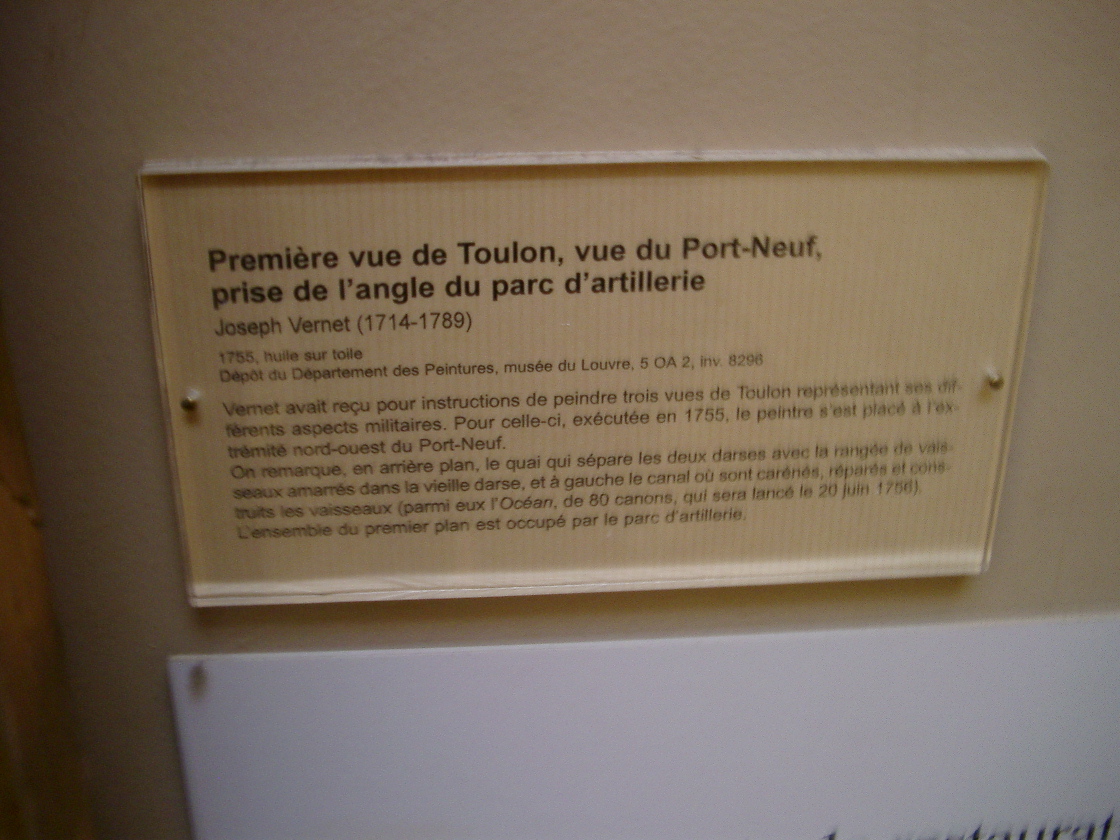 Première vue de Toulon, vue du Port-Neuf,
prise de l'angle du parc d'artillerie
Joseph Vernet (1714-1789)
1755, huile sur toile
Dépôt du Département des Peintures, musée du Louvre, 5 OA 2, Inv. 8296
Vernet avait reçu pour instructions de peindre trois vues de Toulon représentant ses dif-
férents aspects militaires. Pour celle-ci, exécutée en 1755, le peintre s'est placé à l'ex-
trémité nord-ouest du Port-Neuf.
On remarque, en arrière plan, le quai qui sépare les deux darses avec la rangée de vais-
seaux amarrés dans la vieille darse, et à gauche le canal où sont carénés, réparés et cons-
truits les vaisseaux (parmi eux l'Océan, de 80 canons, qui sera lancé le 20 juin 1756).
L'ensemble du premier plan est occupé par le parc d'artillerie.